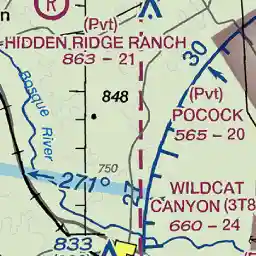 R
(Pvt)
HIDDEN RIDGE RANCH
863 - 21
30
848
(Pvt)
POCOCK
565 - 20
Bosque River
750
271°
27
WILDCAT
CANYON (3T8
660 - 24
833